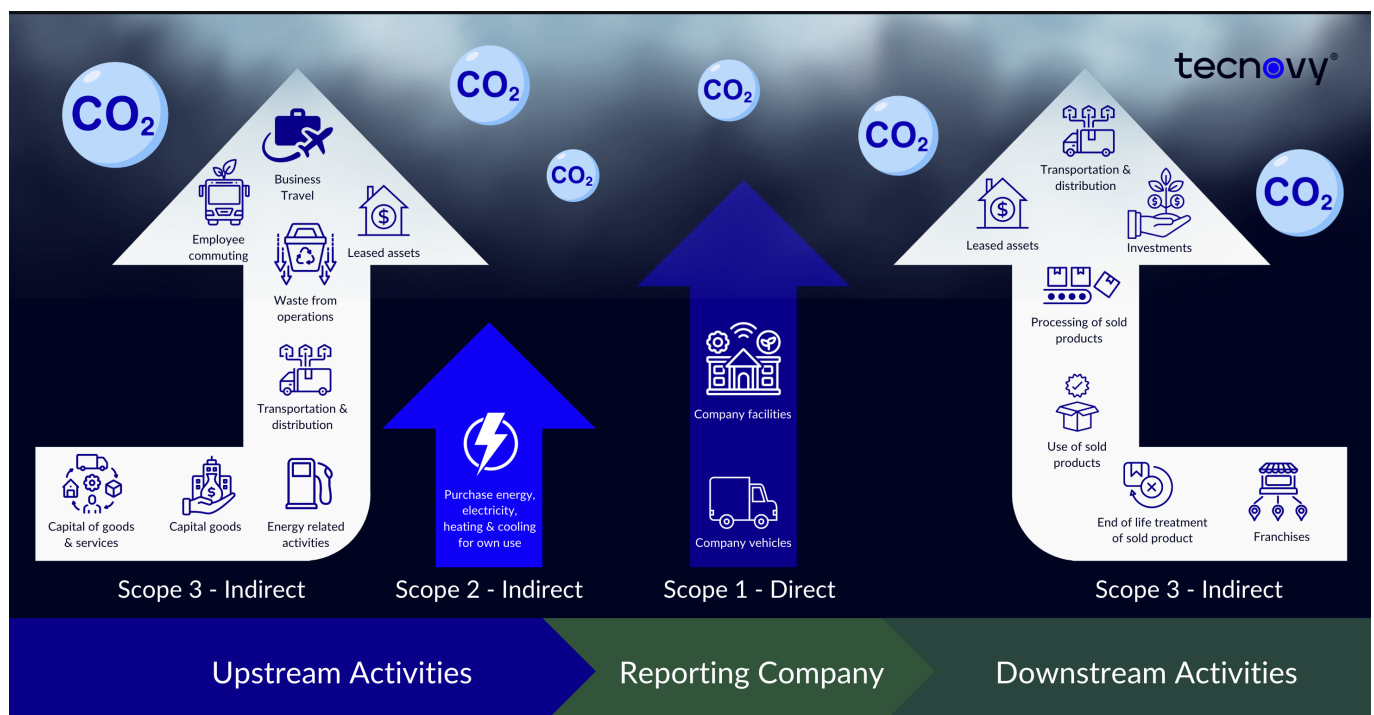 tecnovy®
CO₂
CO₂
CO₂
CO₂
CO₂
CO₂
Business
Travel
Employee
commuting
Leased assets
Waste from
operations
Transportation &
distribution
Capital of goods
& services
Capital goods
Energy related
activities
Scope 3 - Indirect
Purchase energy,
electricity,
heating & cooling
for own use
Scope 2 - Indirect
Company facilities
Company vehicles
Scope 1 - Direct
Transportation &
distribution
Leased assets
Investments
Processing of sold
products
Use of sold
products
End of life treatment
of sold product
Franchises
Scope 3 - Indirect
Upstream Activities
Reporting Company
Downstream Activities